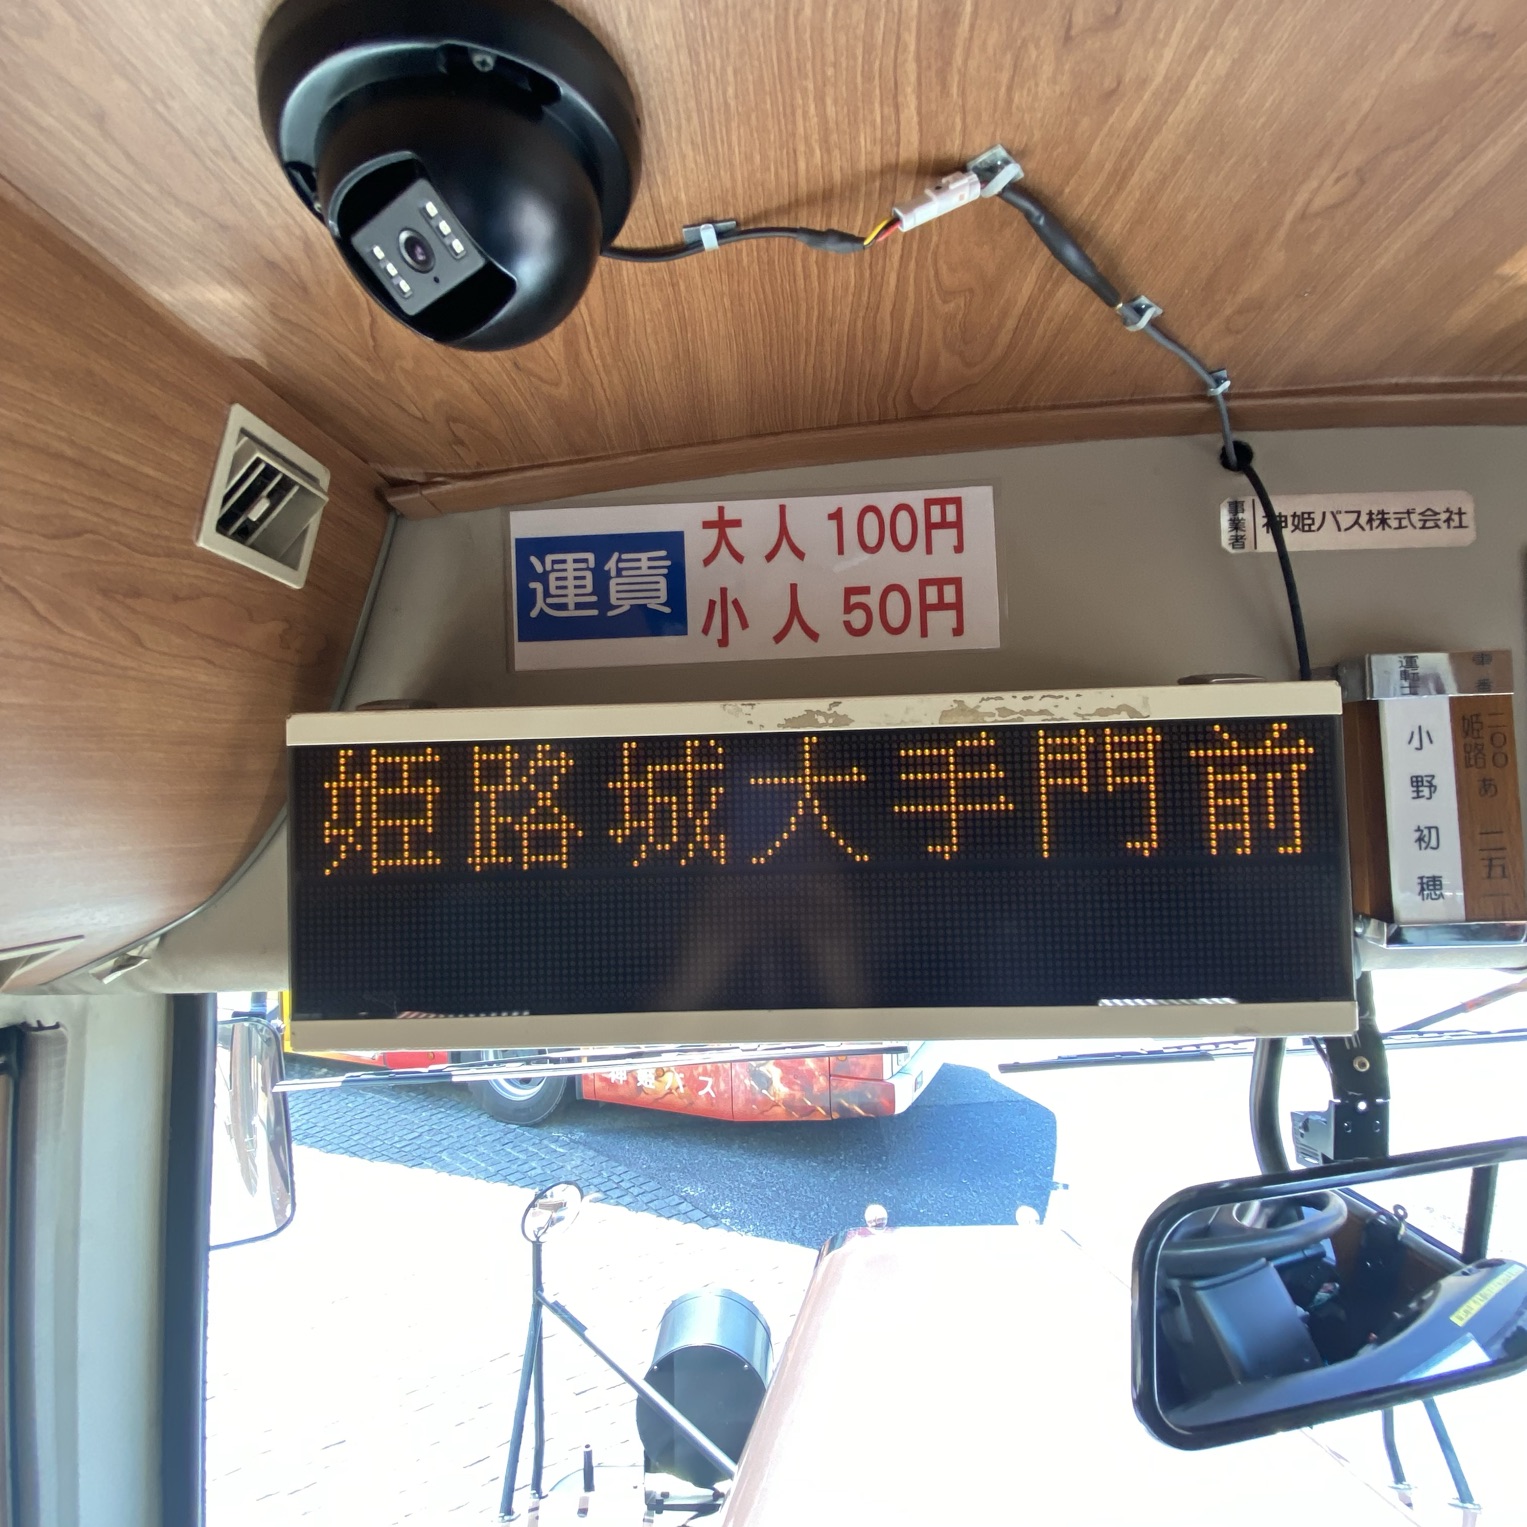 運賃
大人 100円
小人 50円
事業者 神姫バス株式会社
姫路城大手門前
運転士
小野初穂
車番
姫路 二〇〇
あ 一二五一
神姫バス